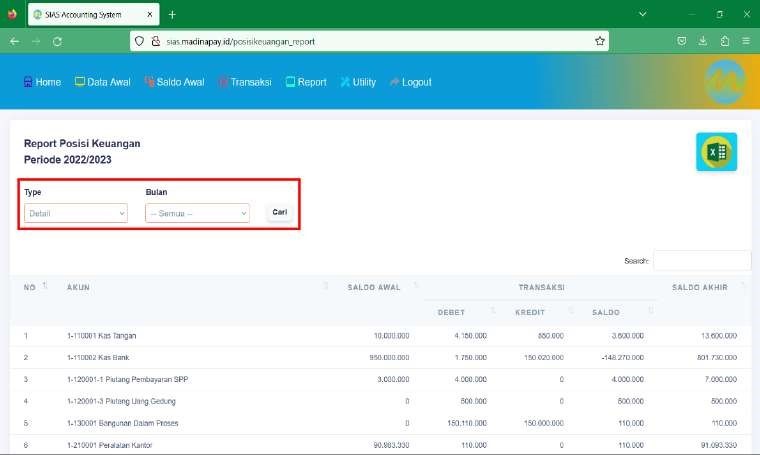 SIAS Accounting System
sias.madinapay.id/posisikeuangan_report
Home Data Awal Saldo Awal Transaksi Report Utility Logout
Report Posisi Keuangan
Periode 2022/2023
Type Bulan
Detail -- Semua -- Cari
Search:
NO AKUN SALDO AWAL TRANSAKSI SALDO AKHIR
DEBET KREDIT SALDO
1 1-110001 Kas Tangan 10.000.000 4.150.000 550.000 3.600.000 13.600.000
2 1-110002 Kas Bank 950.000.000 1.750.000 150.020.000 -148.270.000 801.730.000
3 1-120001-1 Piutang Pembayaran SPP 3.000.000 4.000.000 0 4.000.000 7.000.000
4 1-120001-3 Piutang Uang Gedung 0 500.000 0 500.000 500.000
5 1-130001 Bangunan Dalam Proses 0 150.110.000 150.000.000 110.000 110.000
6 1-210001 Peralatan Kantor 90.983.330 110.000 0 110.000 91.093.330